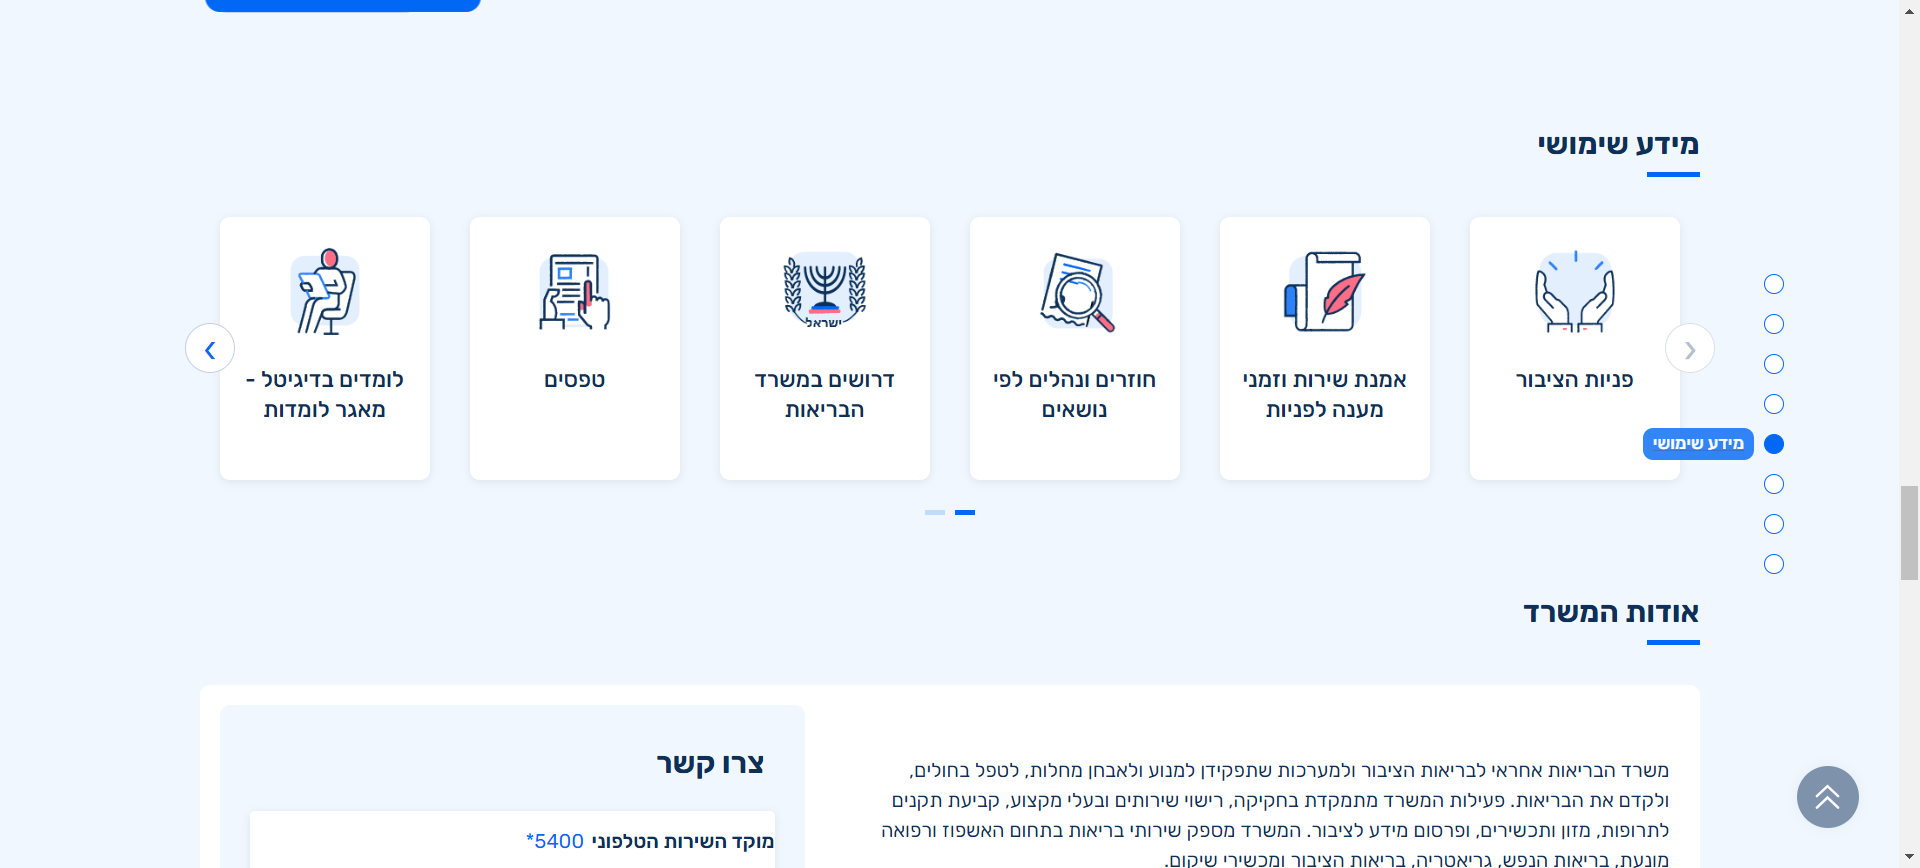 מידע שימושי
פניות הציבור
אמנת שירות וזמני
מענה לפניות
חוזרים ונהלים לפי
נושאים
ישראל
דרושים במשרד
הבריאות
טפסים
לומדים בדיגיטל -
מאגר לומדות
מידע שימושי
אודות המשרד
משרד הבריאות אחראי לבריאות הציבור ולמערכות שתפקידן למנוע ולאבחן מחלות, לטפל בחולים,
ולקדם את הבריאות. פעילות המשרד מתמקדת בחקיקה, רישוי שירותים ובעלי מקצוע, קביעת תקנים
לתרופות, מזון ותכשירים, ופרסום מידע לציבור. המשרד מספק שירותי בריאות בתחום האשפוז ורפואה
מונעת, בריאות הנפש, גריאטריה, בריאות הציבור ומכשירי שיקום.
צרו קשר
מוקד השירות הטלפוני 5400*